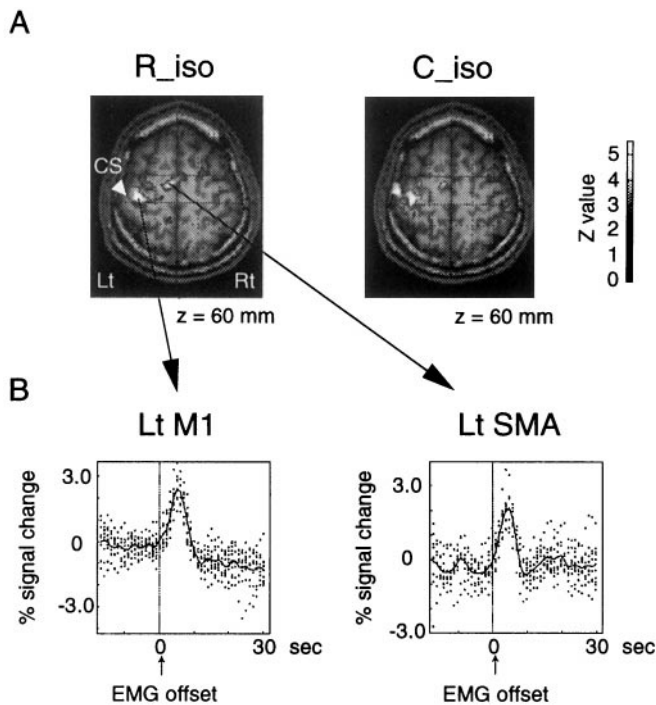 A
R_iso
C_iso
CS
Lt
Rt
z = 60 mm
z = 60 mm
5
4
3
2
1
0
Z value
B
Lt M1
Lt SMA
% signal change
3.0
0
-3.0
0
30
sec
EMG offset
% signal change
3.0
0
-3.0
0
30
sec
EMG offset